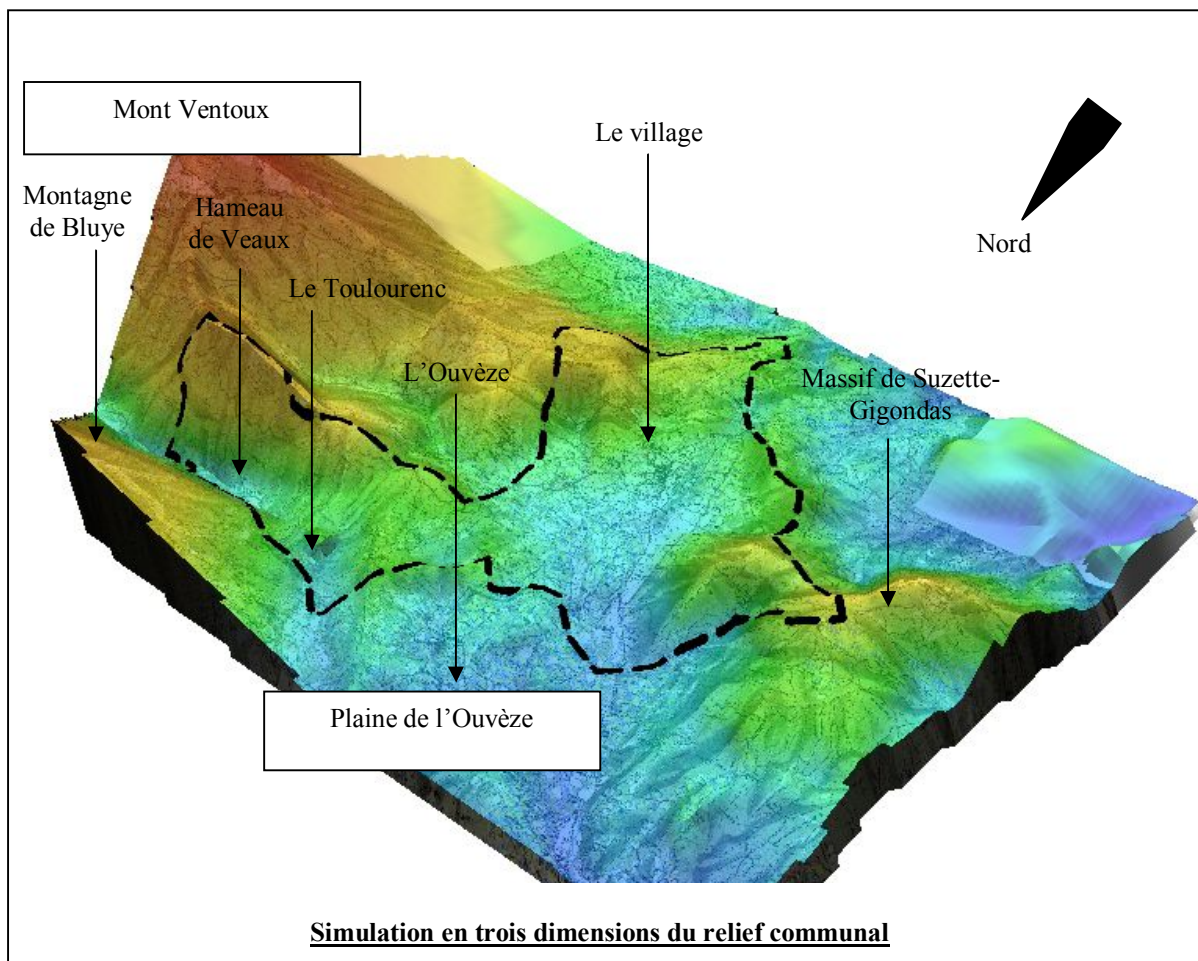 Mont Ventoux
Le village
Montagne
de Bluye
Hameau
de Veaux
Nord
Le Toulourenc
L'Ouvèze
Massif de Suzette-
Gigondas
Plaine de l'Ouvèze
Simulation en trois dimensions du relief communal